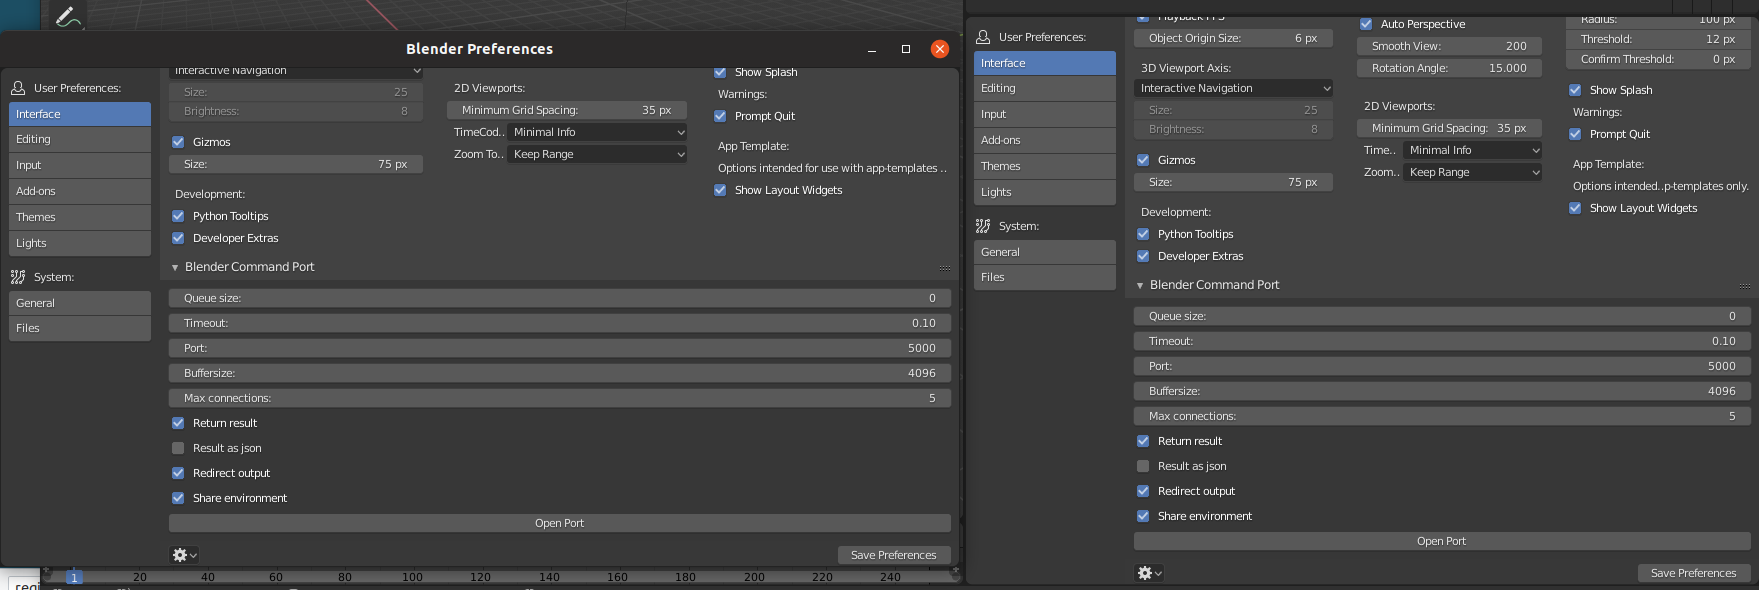 Blender Preferences
User Preferences:
Interface
Editing
Input
Add-ons
Themes
Lights
System:
General
Files
Interactive Navigation
Size: 25
Brightness: 8
Gizmos
Size: 75 px
Development:
Python Tooltips
Developer Extras
2D Viewports:
Minimum Grid Spacing: 35 px
TimeCod.. Minimal Info
Zoom To.. Keep Range
Show Splash
Warnings:
Prompt Quit
App Template:
Options intended for use with app-templates ..
Show Layout Widgets
Blender Command Port
Queue size: 0
Timeout: 0.10
Port: 5000
Buffersize: 4096
Max connections: 5
Return result
Result as json
Redirect output
Share environment
Open Port
Save Preferences
1 20 40 60 80 100 120 140 160 180 200 220 240
User Preferences:
Interface
Editing
Input
Add-ons
Themes
Lights
System:
General
Files
Playback FPS
Object Origin Size: 6 px
3D Viewport Axis:
Interactive Navigation
Size: 25
Brightness: 8
Gizmos
Size: 75 px
Development:
Python Tooltips
Developer Extras
Auto Perspective
Smooth View: 200
Rotation Angle: 15.000
2D Viewports:
Minimum Grid Spacing: 35 px
Time.. Minimal Info
Zoom.. Keep Range
Radius: 100 px
Threshold: 12 px
Confirm Threshold: 0 px
Show Splash
Warnings:
Prompt Quit
App Template:
Options intended..p-templates only.
Show Layout Widgets
Blender Command Port
Queue size: 0
Timeout: 0.10
Port: 5000
Buffersize: 4096
Max connections: 5
Return result
Result as json
Redirect output
Share environment
Open Port
Save Preferences